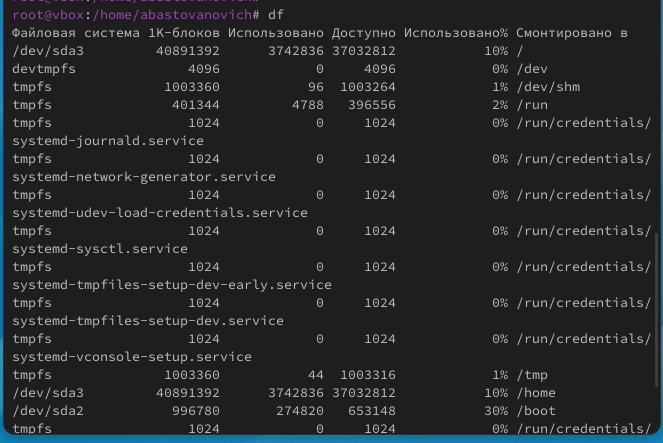 root@vbox:/home/abastovanovich#
root@vbox:/home/abastovanovich# df
Файловая система 1K-блоков Использовано Доступно Использовано% Смонтировано в
/dev/sda3 40891392 3742836 37032812 10% /
devtmpfs 4096 0 4096 0% /dev
tmpfs 1003360 96 1003264 1% /dev/shm
tmpfs 401344 4788 396556 2% /run
tmpfs 1024 0 1024 0% /run/credentials/
systemd-journald.service
tmpfs 1024 0 1024 0% /run/credentials/
systemd-network-generator.service
tmpfs 1024 0 1024 0% /run/credentials/
systemd-udev-load-credentials.service
tmpfs 1024 0 1024 0% /run/credentials/
systemd-sysctl.service
tmpfs 1024 0 1024 0% /run/credentials/
systemd-tmpfiles-setup-dev-early.service
tmpfs 1024 0 1024 0% /run/credentials/
systemd-tmpfiles-setup-dev.service
tmpfs 1024 0 1024 0% /run/credentials/
systemd-vconsole-setup.service
tmpfs 1003360 44 1003316 1% /tmp
/dev/sda3 40891392 3742836 37032812 10% /home
/dev/sda2 996780 274820 653148 30% /boot
tmpfs 1024 0 1024 0% /run/credentials/